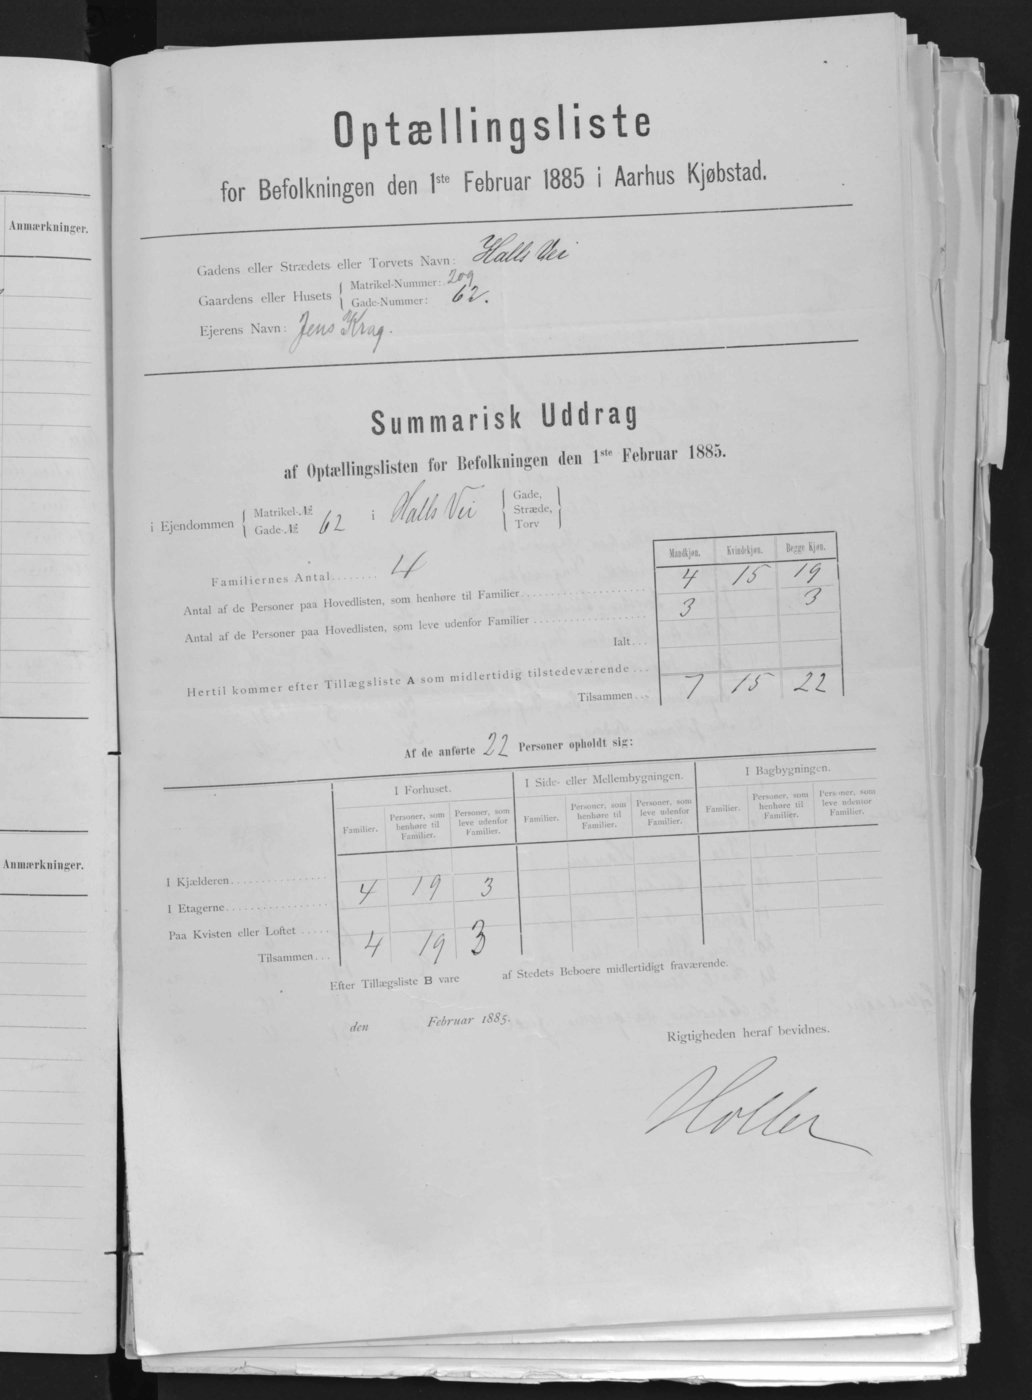 Anmærkninger.
Anmærkninger.
Optællingsliste
for Befolkningen den 1ste Februar 1885 i Aarhus Kjøbstad.
Gadens eller Strædets eller Torvets Navn: Halls Vei
Gaardens eller Husets { Matrikel-Nummer: 209
Gade-Nummer: 62.
Ejerens Navn: Jens Krag.
Summarisk Uddrag
af Optællingslisten for Befolkningen den 1ste Februar 1885.
i Ejendommen { Matrikel-№ Gade-№ 62 i Halls Vei { Gade, Stræde, Torv }
Mandkjøn. Kvindekjøn. Begge Kjøn.
Familiernes Antal........ 4
Antal af de Personer paa Hovedlisten, som henhøre til Familier 4 15 19
Antal af de Personer paa Hovedlisten, som leve udenfor Familier 3 3
Ialt...
Hertil kommer efter Tillægsliste A som midlertidig tilstedeværende...
Tilsammen... 7 15 22
Af de anførte 22 Personer opholdt sig:
I Forhuset. I Side- eller Mellembygningen. I Bagbygningen.
Familier. Personer, som henhøre til Familier. Personer, som leve udenfor Familier. Familier. Personer, som henhøre til Familier. Personer, som leve udenfor Familier. Familier. Personer, som henhøre til Familier. Personer, som leve udenfor Familier.
I Kjælderen
I Etagerne 4 19 3
Paa Kvisten eller Loftet
Tilsammen... 4 19 3
Efter Tillægsliste B vare af Stedets Beboere midlertidigt fraværende.
den Februar 1885.
Rigtigheden heraf bevidnes.
Holler